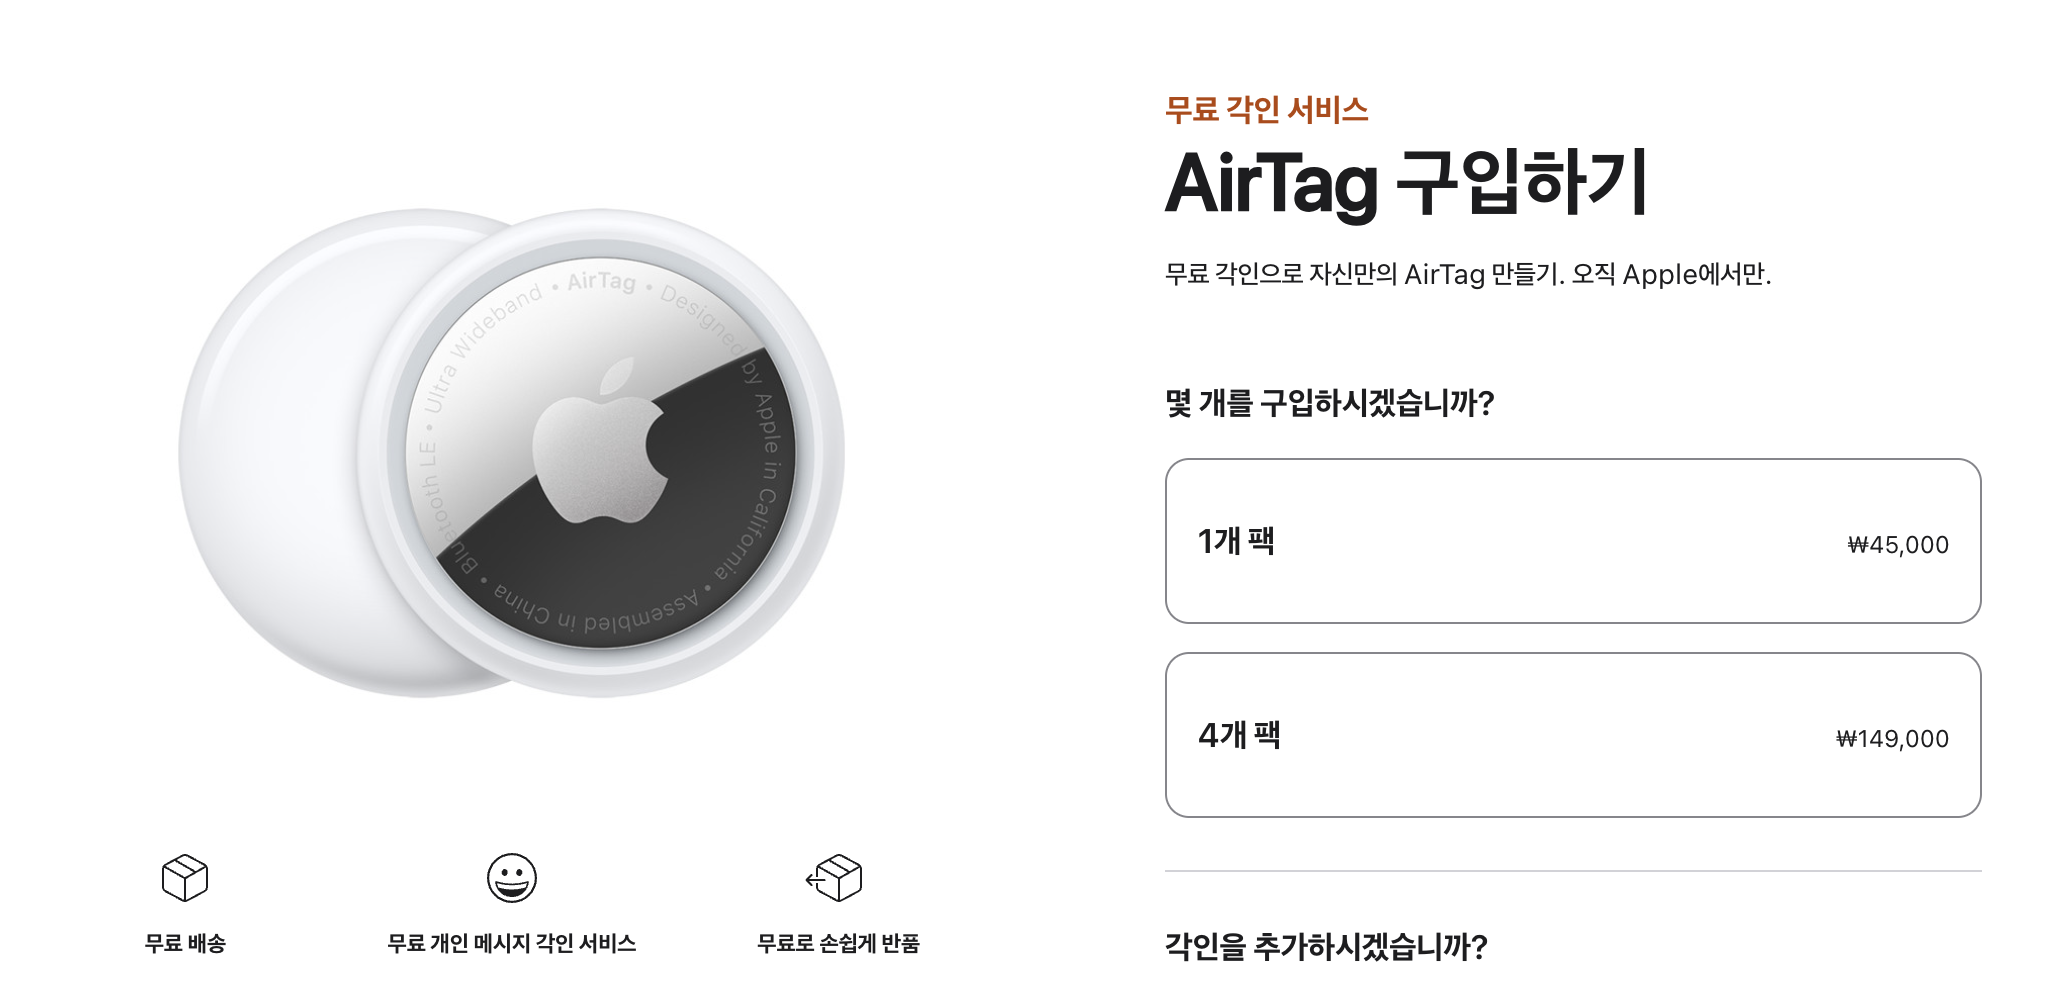 무료 각인 서비스
AirTag 구입하기
무료 각인으로 자신만의 AirTag 만들기. 오직 Apple에서만.
몇 개를 구입하시겠습니까?
1개 팩
₩45,000
4개 팩
₩149,000
각인을 추가하시겠습니까?
• AirTag • Designed by Apple in California • Assembled in China • Bluetooth LE • Ultra Wideband
무료 배송
무료 개인 메시지 각인 서비스
무료로 손쉽게 반품